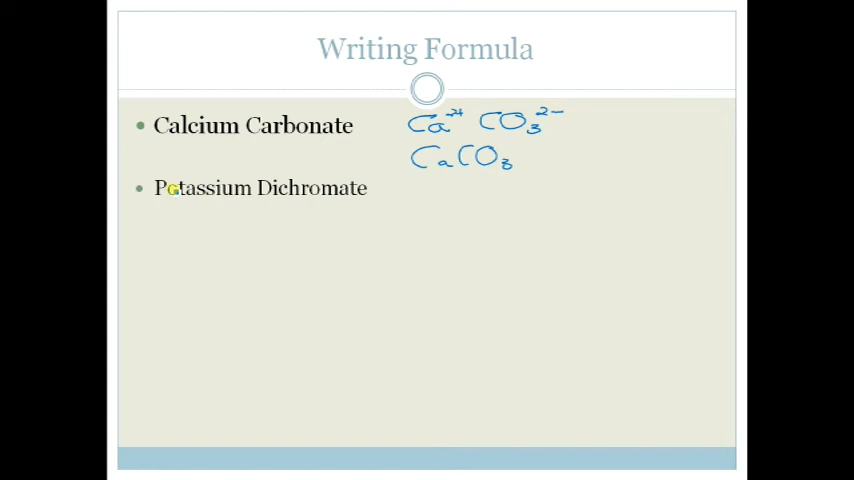 Writing Formula
Calcium Carbonate Ca²⁺ CO₃²⁻
CaCO₃
Potassium Dichromate